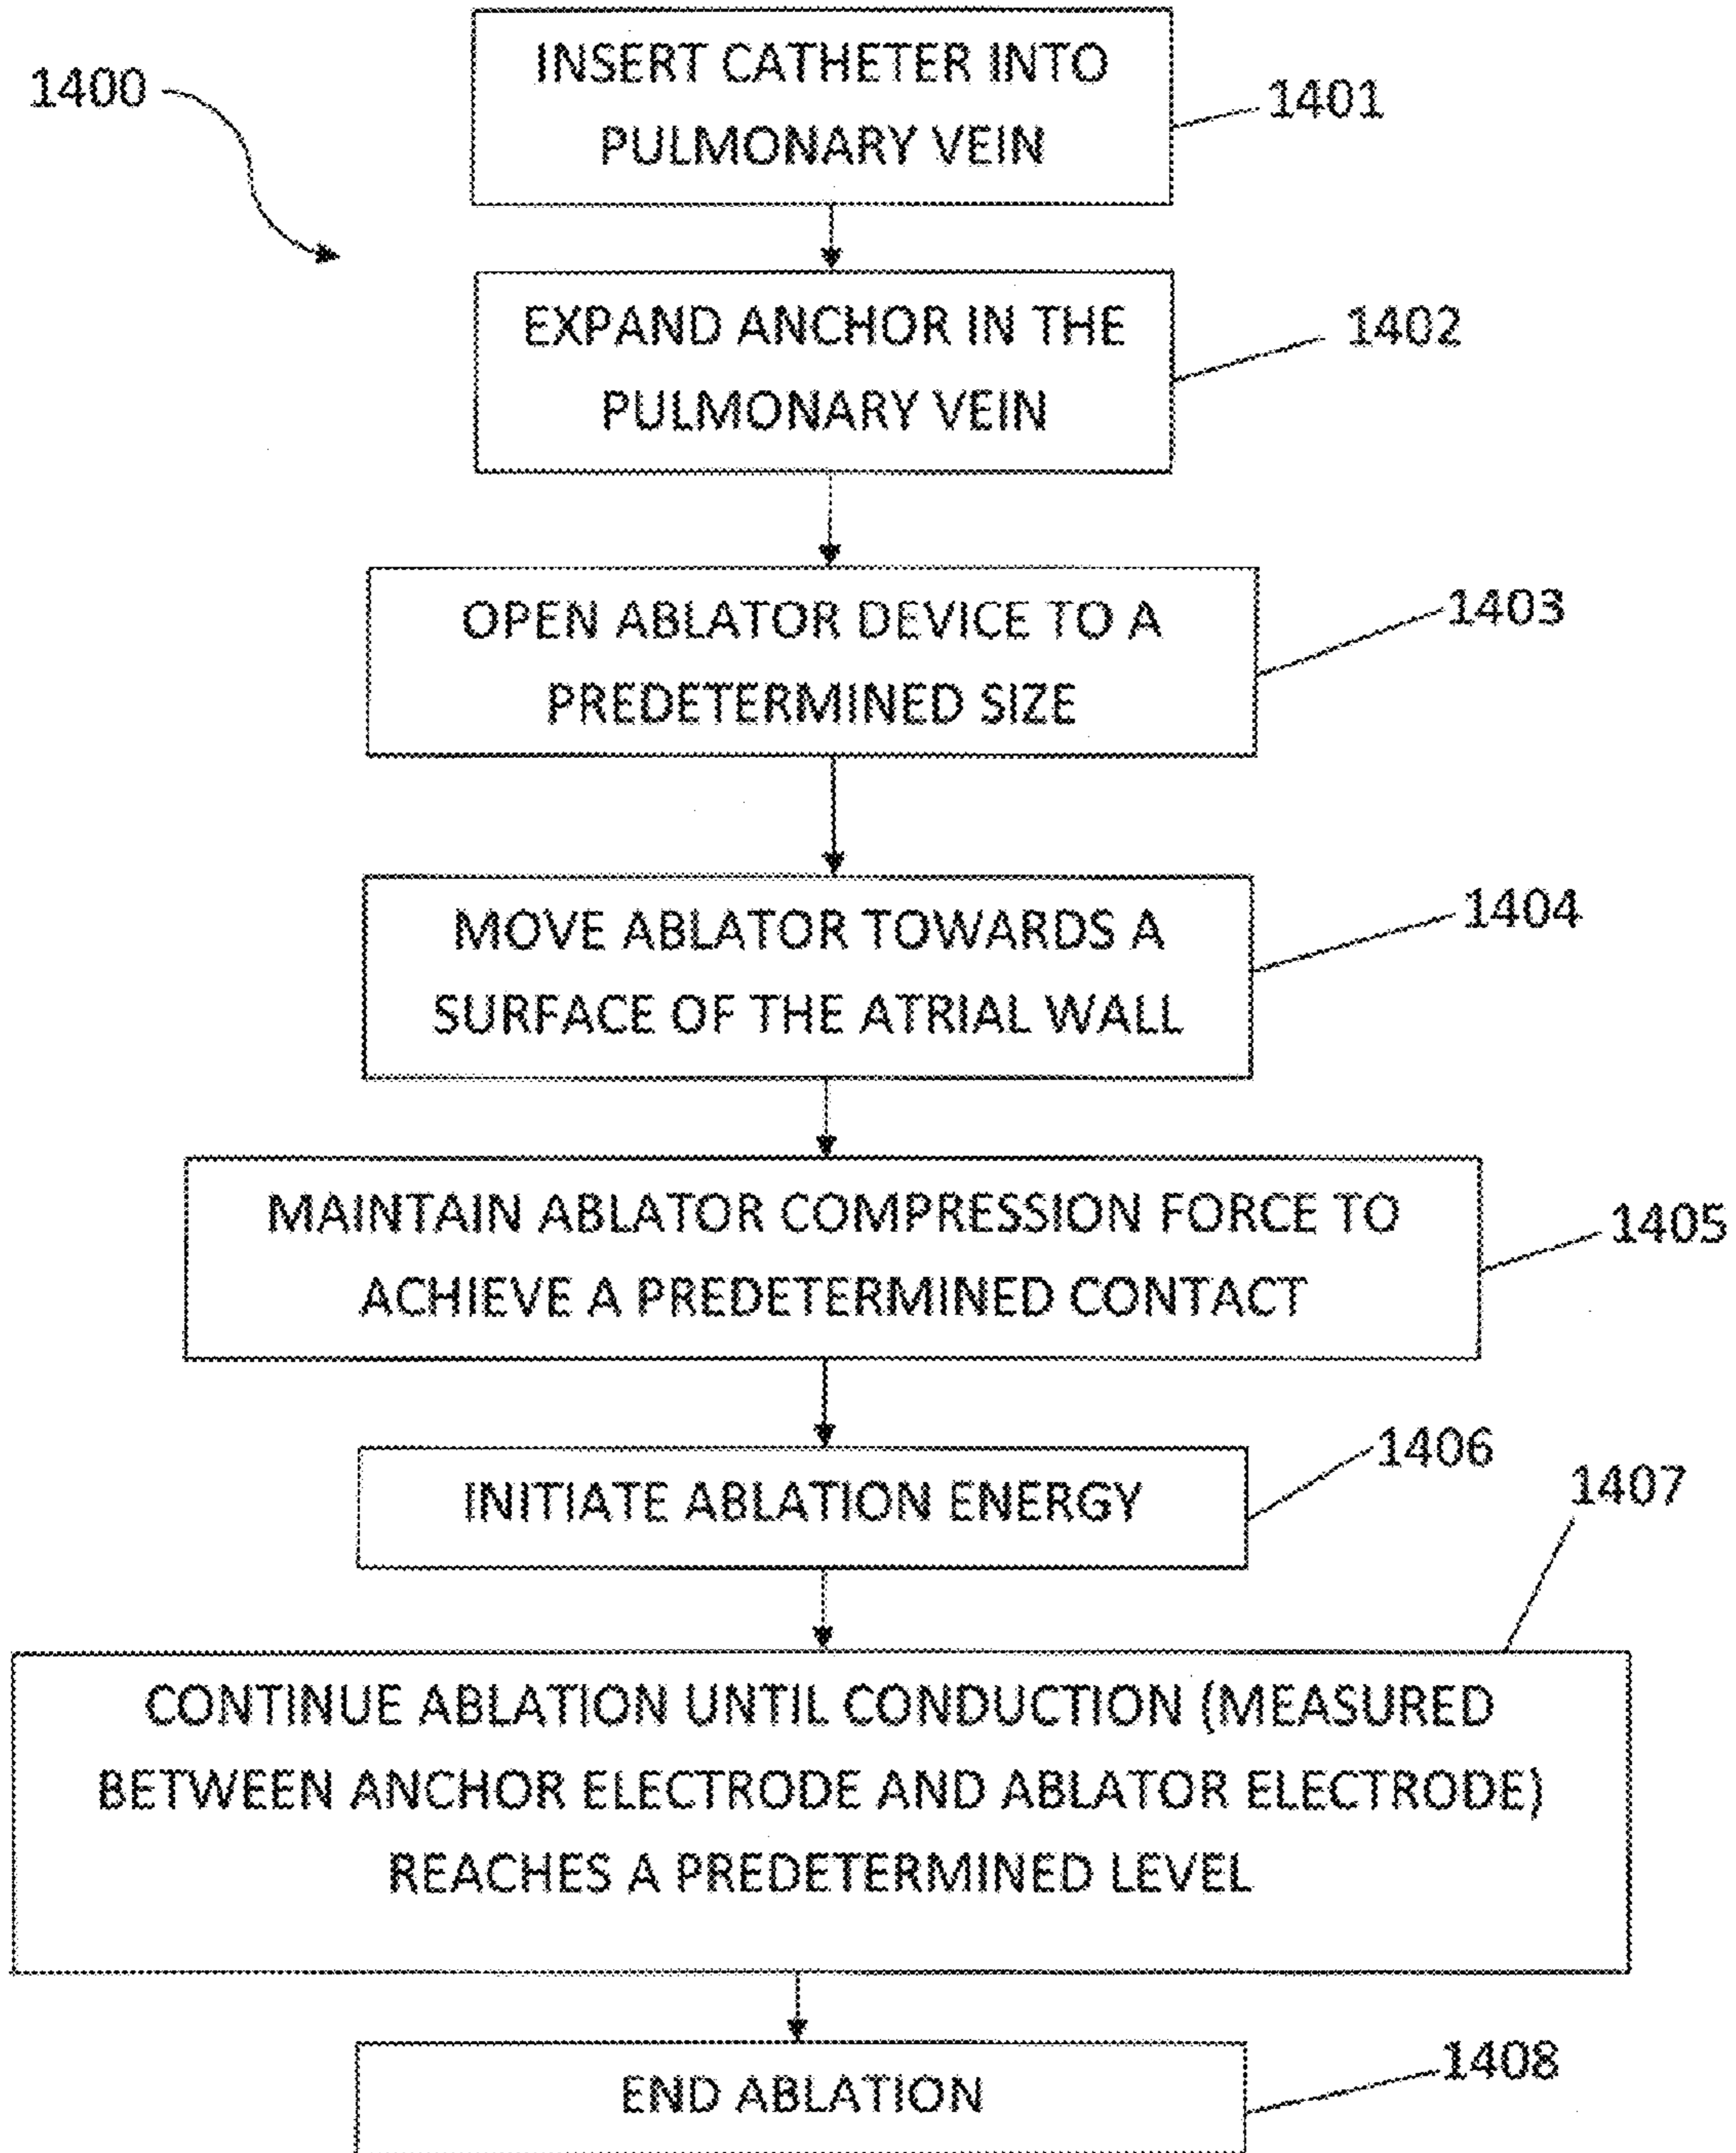 1400
INSERT CATHETER INTO
PULMONARY VEIN
1401
EXPAND ANCHOR IN THE
PULMONARY VEIN
1402
OPEN ABLATOR DEVICE TO A
PREDETERMINED SIZE
1403
MOVE ABLATOR TOWARDS A
SURFACE OF THE ATRIAL WALL
1404
MAINTAIN ABLATOR COMPRESSION FORCE TO
ACHIEVE A PREDETERMINED CONTACT
1405
INITIATE ABLATION ENERGY
1406
CONTINUE ABLATION UNTIL CONDUCTION (MEASURED
BETWEEN ANCHOR ELECTRODE AND ABLATOR ELECTRODE)
REACHES A PREDETERMINED LEVEL
1407
END ABLATION
1408